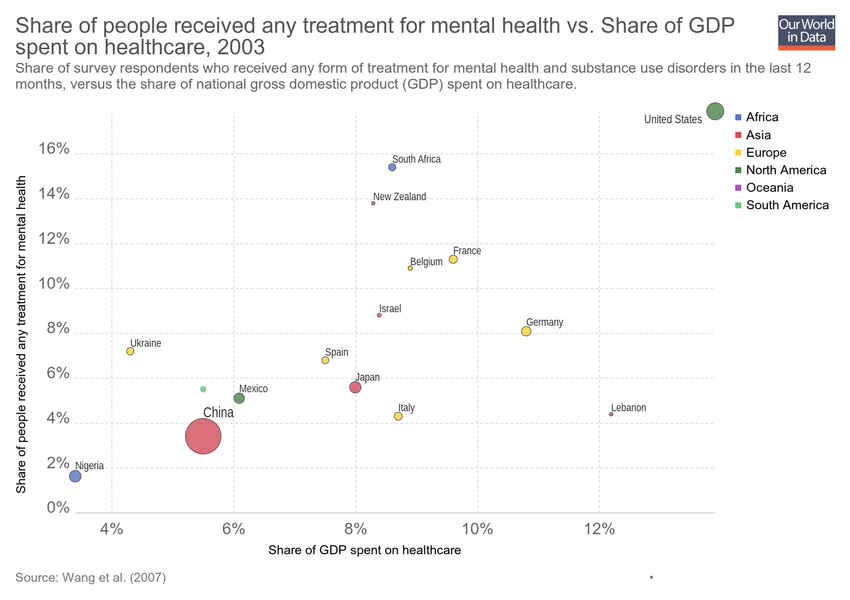 Share of people received any treatment for mental health vs. Share of GDP
spent on healthcare, 2003
Our World
in Data
Share of survey respondents who received any form of treatment for mental health and substance use disorders in the last 12
months, versus the share of national gross domestic product (GDP) spent on healthcare.
Share of people received any treatment for mental health
16%
14%
12%
10%
8%
6%
4%
2%
0%
United States
South Africa
New Zealand
France
Belgium
Israel
Germany
Ukraine
Spain
Japan
Mexico
China
Italy
Lebanon
Nigeria
Africa
Asia
Europe
North America
Oceania
South America
4%
6%
8%
10%
12%
Share of GDP spent on healthcare
Source: Wang et al. (2007)